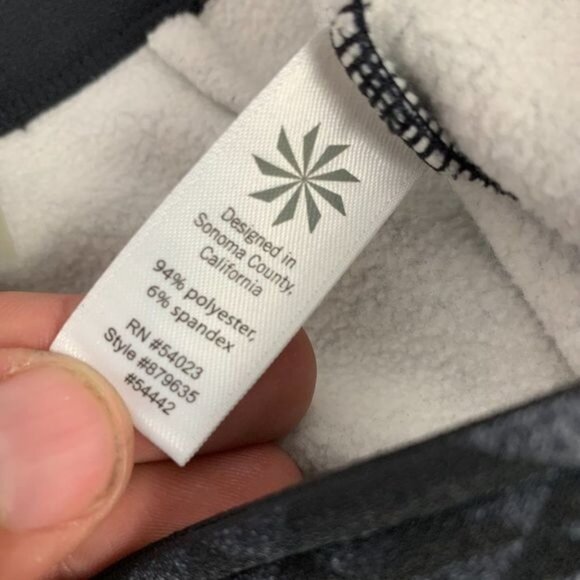 Designed in
Sonoma County,
California
94% polyester,
6% spandex
RN #54023
Style #879635
#54442